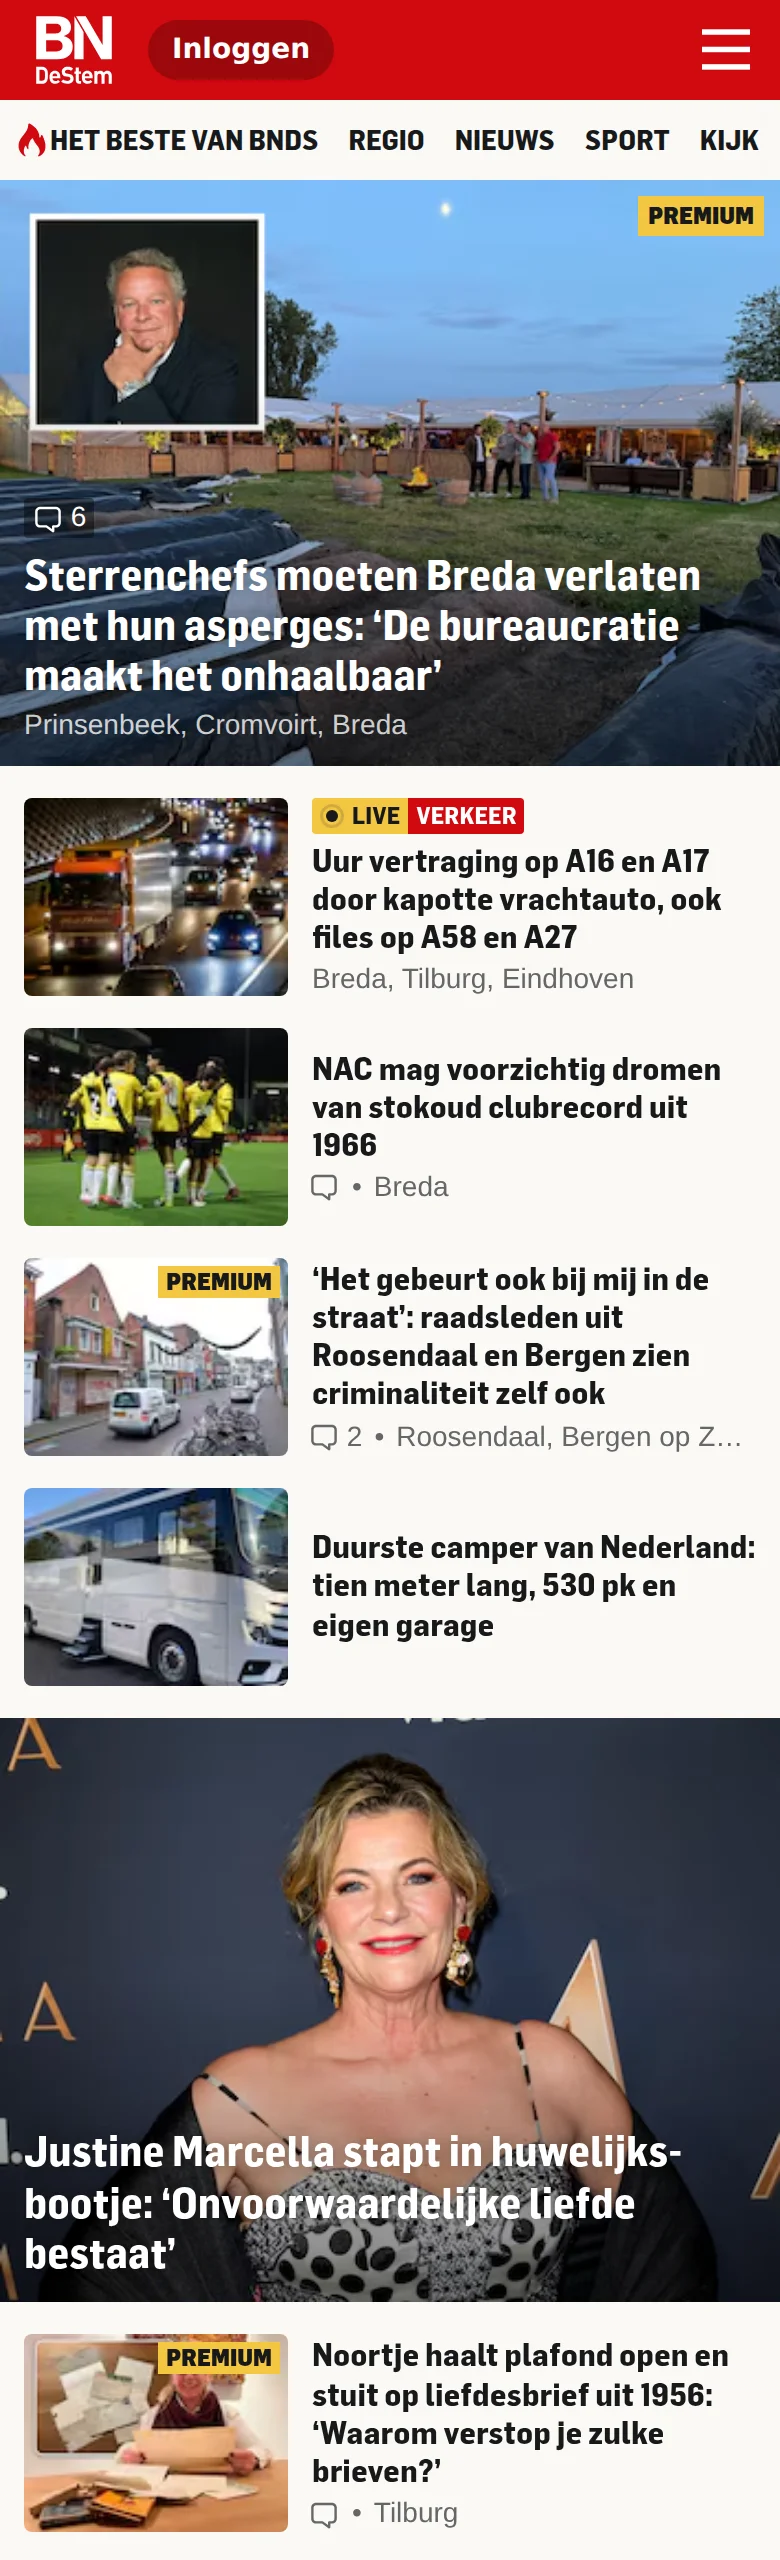 BN
DeStem
Inloggen
HET BESTE VAN BNDS
REGIO
NIEUWS
SPORT
KIJK
PREMIUM
6
Sterrenchefs moeten Breda verlaten
met hun asperges: ‘De bureaucratie
maakt het onhaalbaar’
Prinsenbeek, Cromvoirt, Breda
LIVE VERKEER
Uur vertraging op A16 en A17
door kapotte vrachtauto, ook
files op A58 en A27
Breda, Tilburg, Eindhoven
NAC mag voorzichtig dromen
van stokoud clubrecord uit
1966
• Breda
PREMIUM
‘Het gebeurt ook bij mij in de
straat’: raadsleden uit
Roosendaal en Bergen zien
criminaliteit zelf ook
2 • Roosendaal, Bergen op Z...
Duurste camper van Nederland:
tien meter lang, 530 pk en
eigen garage
A
A
Justine Marcella stapt in huwelijks-
bootje: ‘Onvoorwaardelijke liefde
bestaat’
PREMIUM
Noortje haalt plafond open en
stuit op liefdesbrief uit 1956:
‘Waarom verstop je zulke
brieven?’
• Tilburg